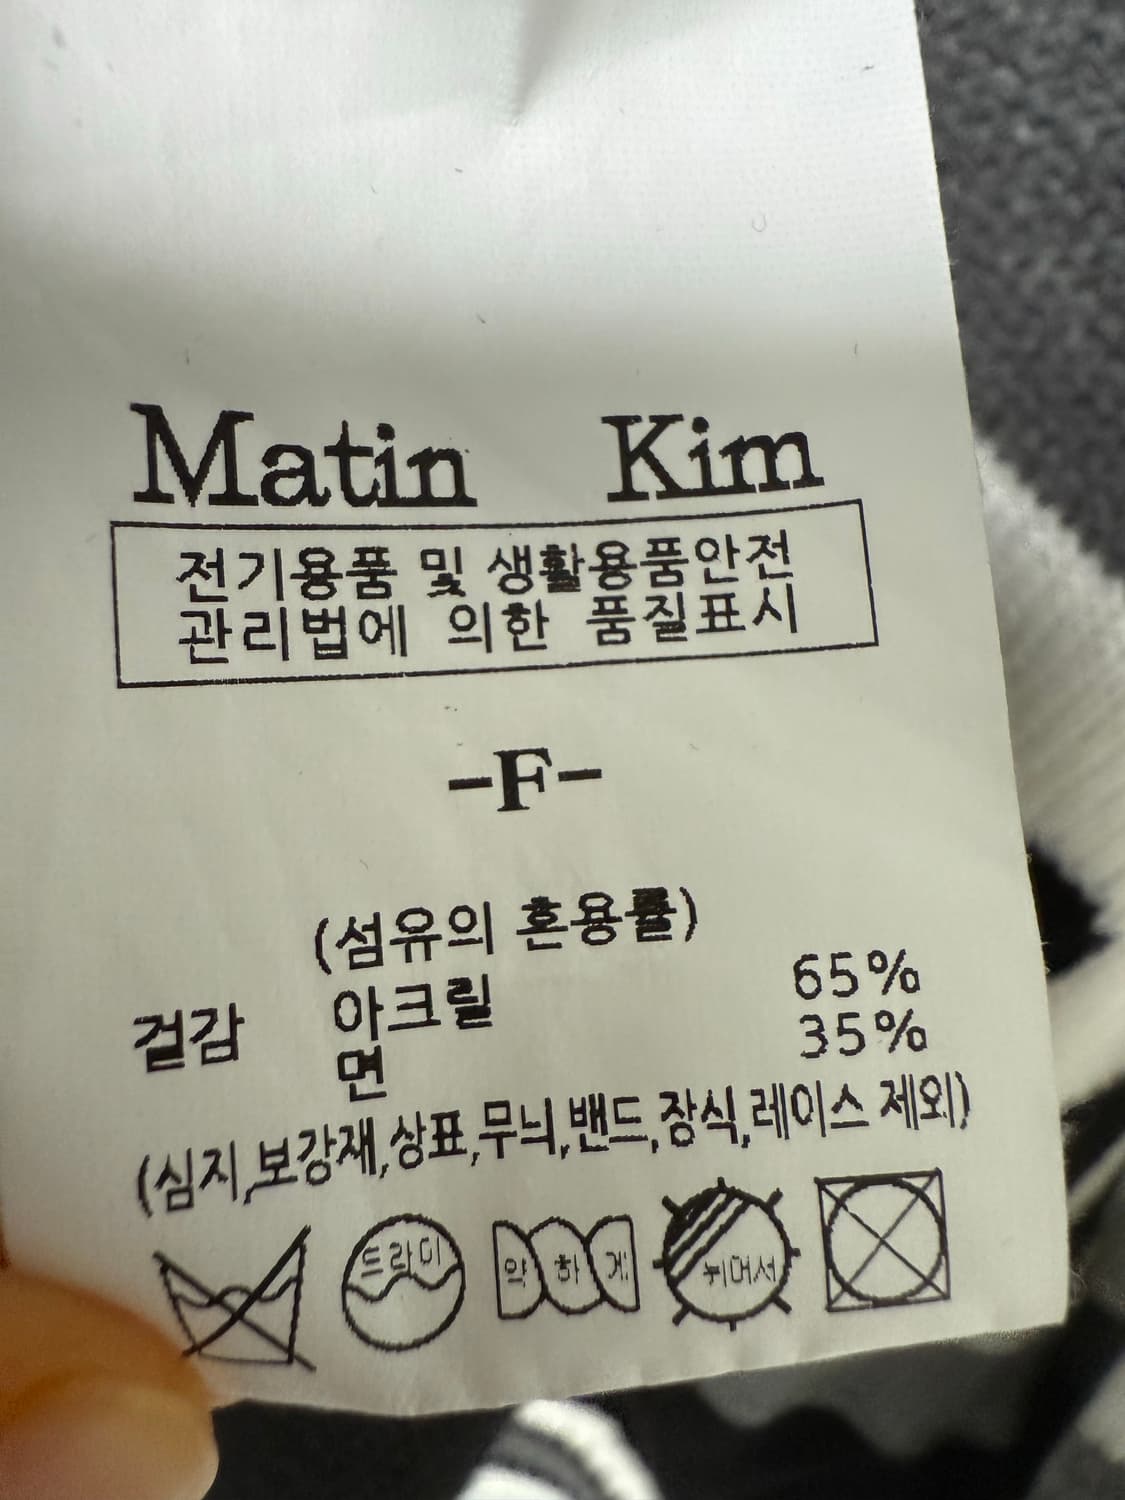 Matin Kim
전기용품 및 생활용품안전
관리법에 의한 품질표시
-F-
(섬유의 혼용률)
겉감 아크릴 65%
면 35%
(심지,보강재,상표,무늬,밴드,장식,레이스 제외)
드라이 약하게 뉘어서